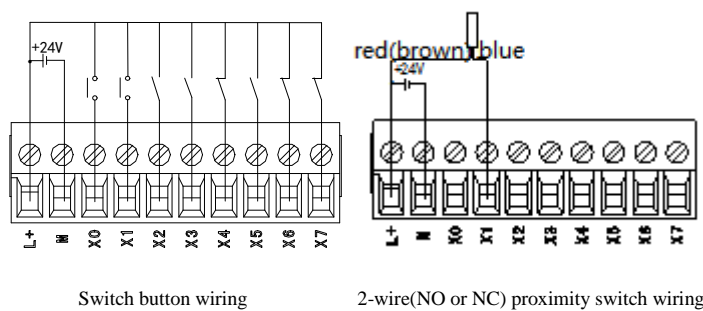 red(brown) blue
+24V
+24V
L+ M X0 X1 X2 X3 X4 X5 X6 X7
L+ M X0 X1 X2 X3 X4 X5 X6 X7
Switch button wiring
2-wire(NO or NC) proximity switch wiring